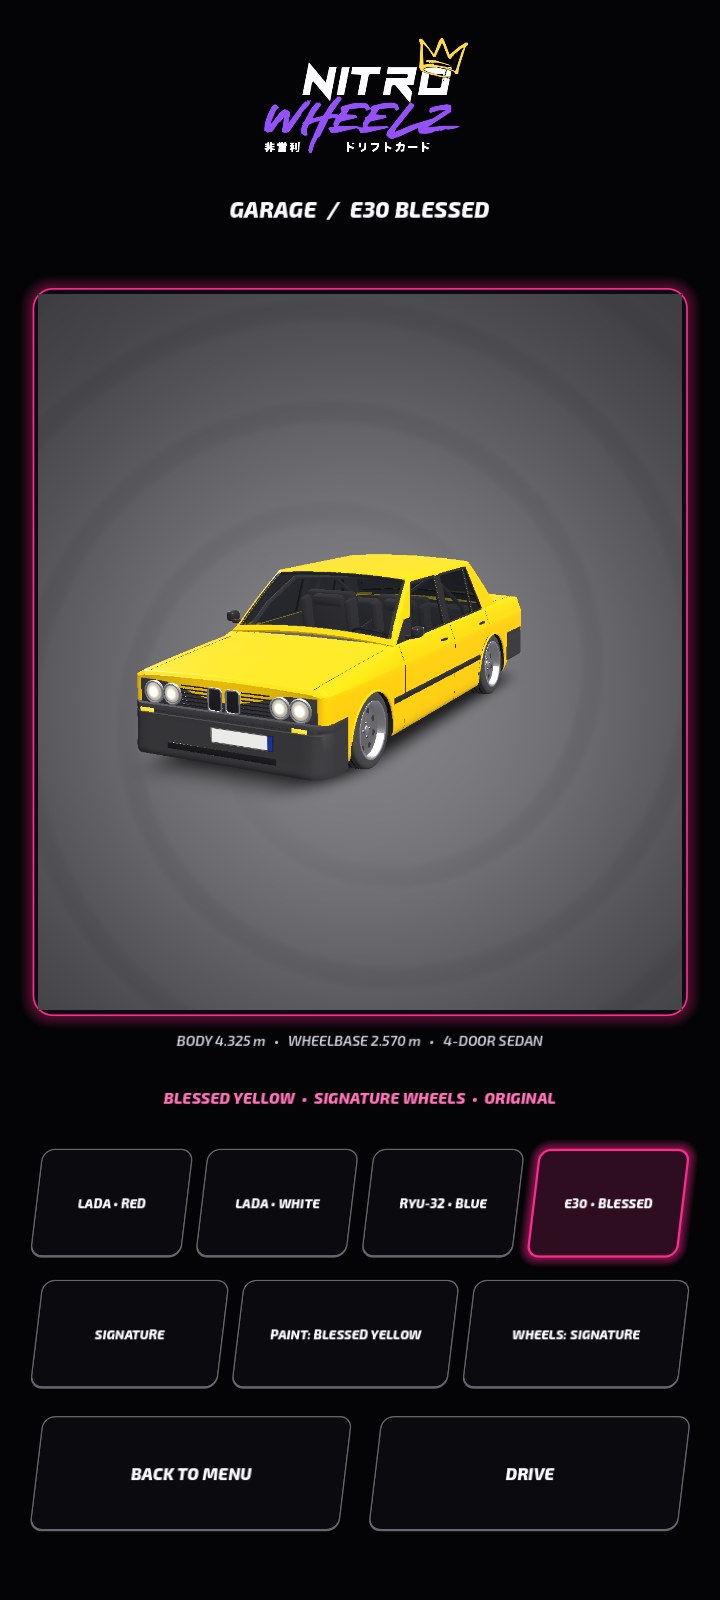 NITRO
WHEELZ
非営利 ドリフトカード
GARAGE / E30 BLESSED
BODY 4.325 m • WHEELBASE 2.570 m • 4-DOOR SEDAN
BLESSED YELLOW • SIGNATURE WHEELS • ORIGINAL
LADA • RED
LADA • WHITE
RYU-32 • BLUE
E30 • BLESSED
SIGNATURE
PAINT: BLESSED YELLOW
WHEELS: SIGNATURE
BACK TO MENU
DRIVE